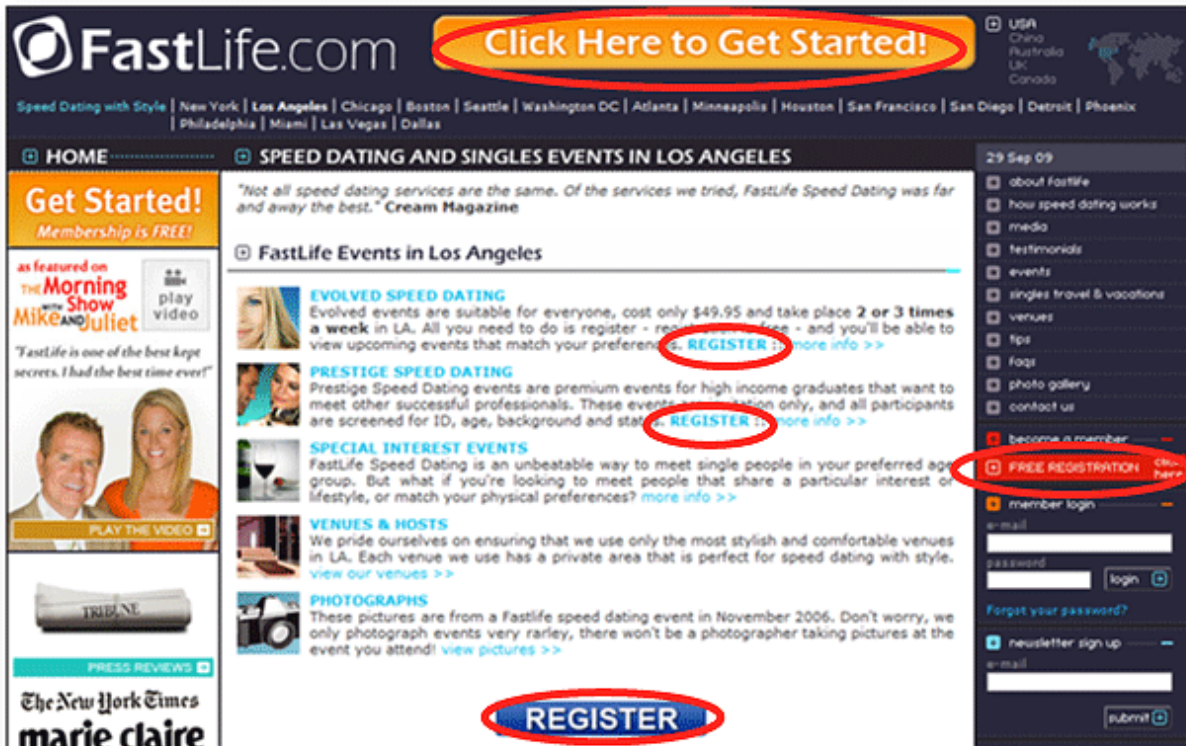 FastLife.com
Click Here to Get Started!
USA
China
Australia
UK
Canada
Speed Dating with Style | New York | Los Angeles | Chicago | Boston | Seattle | Washington DC | Atlanta | Minneapolis | Houston | San Francisco | San Diego | Detroit | Phoenix
| Philadelphia | Miami | Las Vegas | Dallas
HOME
Get Started!
Membership is FREE!
as featured on
THE Morning
Show
WITH
Mike AND Juliet
play
video
"FastLife is one of the best kept
secrets. I had the best time ever!"
PLAY THE VIDEO
TRIBUNE
PRESS REVIEWS
The New York Times
marie claire
SPEED DATING AND SINGLES EVENTS IN LOS ANGELES
"Not all speed dating services are the same. Of the services we tried, FastLife Speed Dating was far
and away the best." Cream Magazine
FastLife Events in Los Angeles
EVOLVED SPEED DATING
Evolved events are suitable for everyone, cost only $49.95 and take place 2 or 3 times
a week in LA. All you need to do is register - free - and you'll be able to
view upcoming events that match your preferences. REGISTER :: more info >>
PRESTIGE SPEED DATING
Prestige Speed Dating events are premium events for high income graduates that want to
meet other successful professionals. These events only, and all participants
are screened for ID, age, background and status. REGISTER :: more info >>
SPECIAL INTEREST EVENTS
FastLife Speed Dating is an unbeatable way to meet single people in your preferred age
group. But what if you're looking to meet people that share a particular interest or
lifestyle, or match your physical preferences? more info >>
VENUES & HOSTS
We pride ourselves on ensuring that we use only the most stylish and comfortable venues
in LA. Each venue we use has a private area that is perfect for speed dating with style.
view our venues >>
PHOTOGRAPHS
These pictures are from a Fastlife speed dating event in November 2006. Don't worry, we
only photograph events very rarley, there won't be a photographer taking pictures at the
event you attend! view pictures >>
REGISTER
29 Sep 09
about fastlife
how speed dating works
media
testimonials
events
singles travel & vacations
venues
tips
faqs
photo gallery
contact us
become a member
FREE REGISTRATION
here
member login
e-mail
password
login
Forgot your password?
newsletter sign up
e-mail
submit